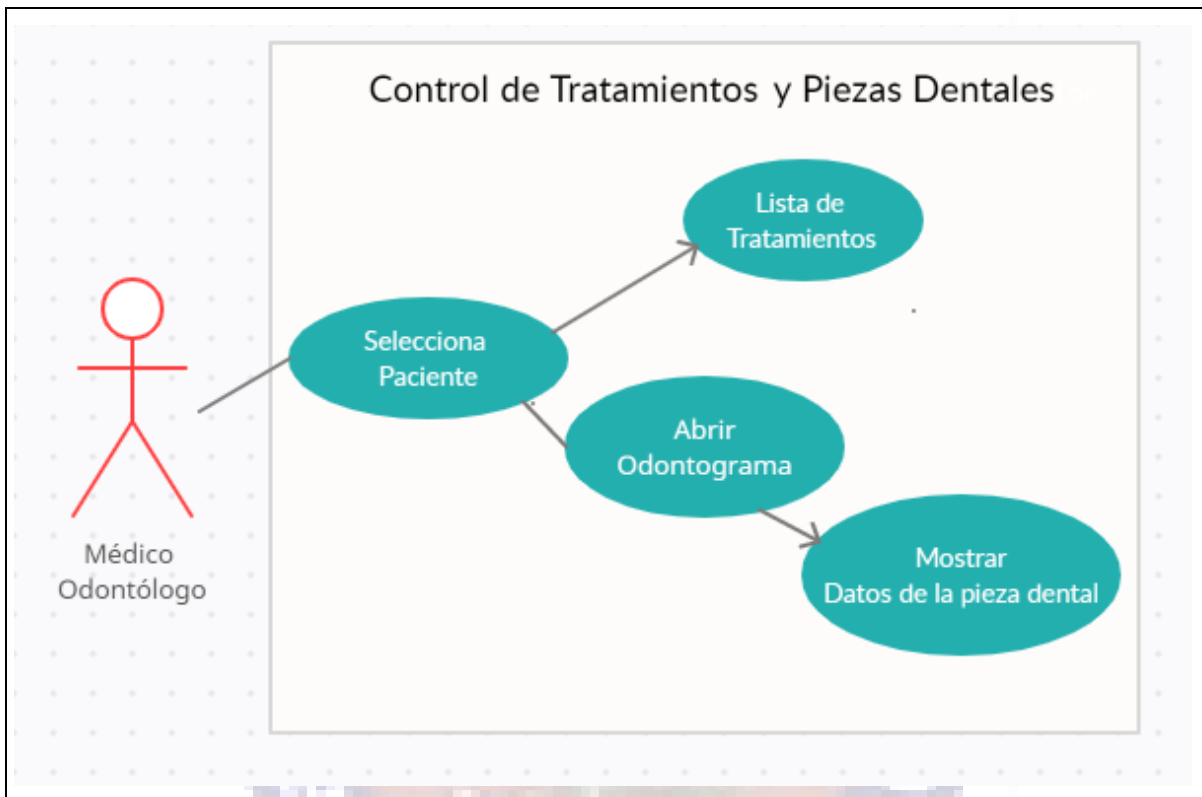 Control de Tratamientos y Piezas Dentales
Lista de
Tratamientos
Selecciona
Paciente
Abrir
Odontograma
Mostrar
Datos de la pieza dental
Médico
Odontólogo